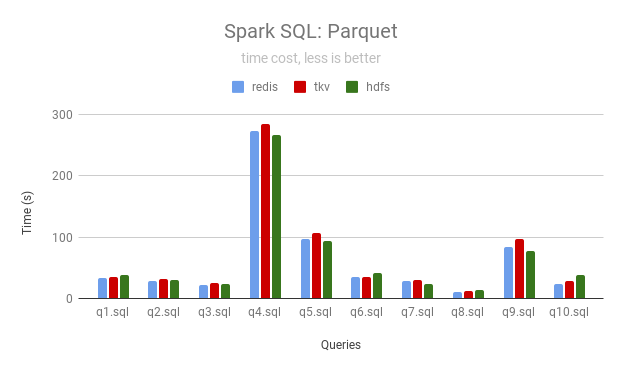 Spark SQL: Parquet
time cost, less is better
redis tkv hdfs
300
200
100
0
Time (s)
q1.sql q2.sql q3.sql q4.sql q5.sql q6.sql q7.sql q8.sql q9.sql q10.sql
Queries